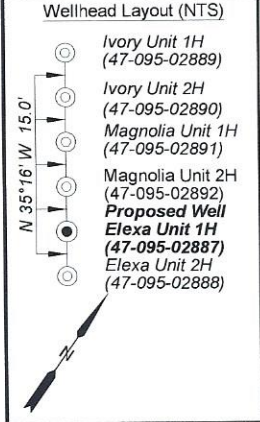 Wellhead Layout (NTS)
Ivory Unit 1H
(47-095-02889)
Ivory Unit 2H
(47-095-02890)
Magnolia Unit 1H
(47-095-02891)
Magnolia Unit 2H
(47-095-02892)
Proposed Well
Elexa Unit 1H
(47-095-02887)
Elexa Unit 2H
(47-095-02888)
N 35°16' W 15.0'
N